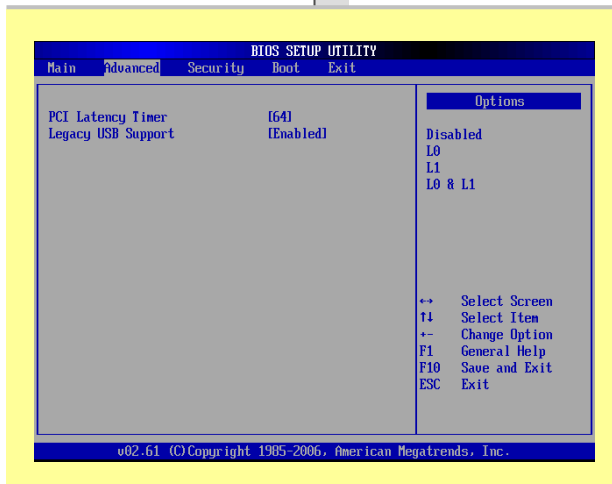 BIOS SETUP UTILITY
Main Advanced Security Boot Exit
PCI Latency Timer [64]
Legacy USB Support [Enabled]
Options
Disabled
L0
L1
L0 & L1
↔ Select Screen
↑↓ Select Item
+- Change Option
F1 General Help
F10 Save and Exit
ESC Exit
v02.61 (C)Copyright 1985-2006, American Megatrends, Inc.